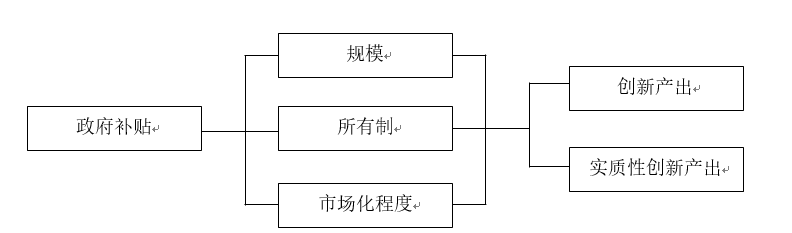 政府补贴
规模
所有制
市场化程度
创新产出
实质性创新产出